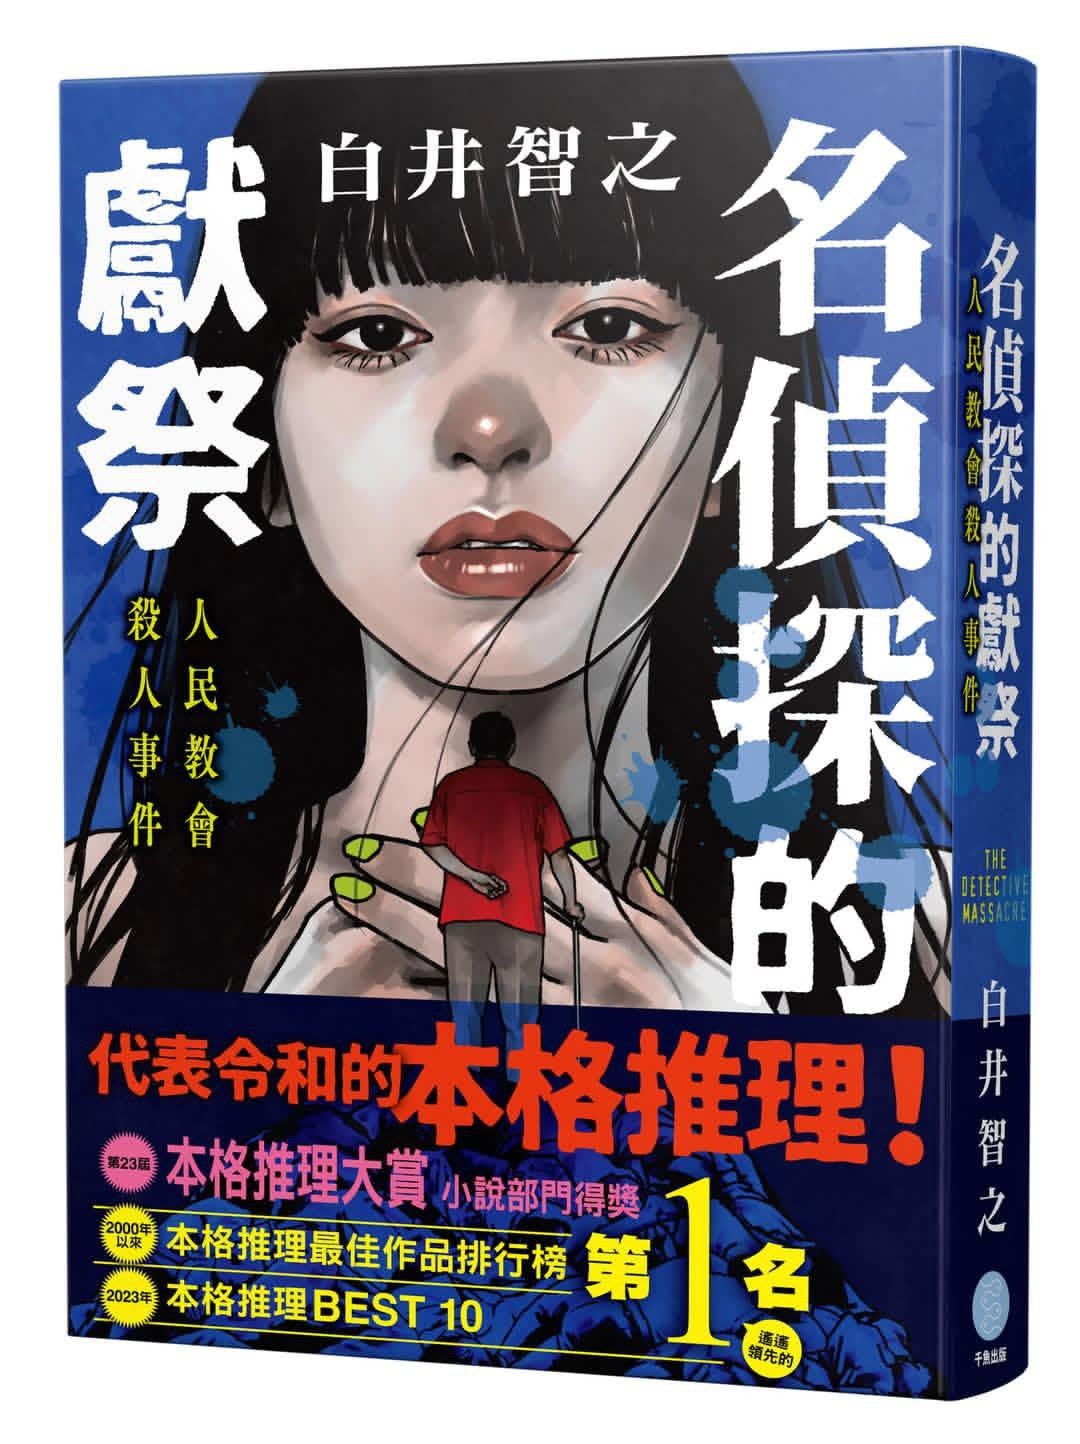 白井智之
名偵探的
獻祭
人民教會
殺人事件
代表令和的本格推理！
第23屆
本格推理大賞 小說部門得獎
2000年
以來
本格推理最佳作品排行榜
2023年
本格推理BEST 10
第1名
遙遙
領先的
名偵探的獻祭
人民教會殺人事件
THE
DETECTIVE
MASSACRE
白井智之
千魚出版